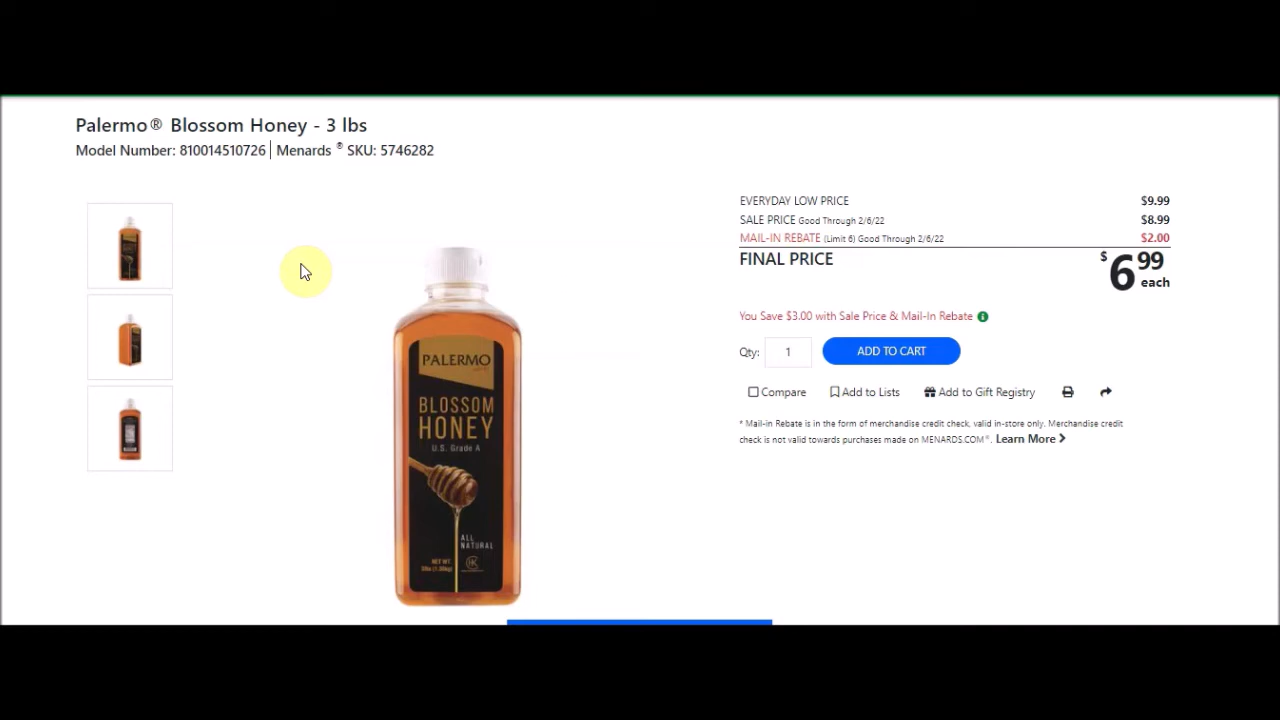 Palermo® Blossom Honey - 3 lbs
Model Number: 810014510726 | Menards ® SKU: 5746282
EVERYDAY LOW PRICE $9.99
SALE PRICE Good Through 2/6/22 $8.99
MAIL-IN REBATE (Limit 6) Good Through 2/6/22 $2.00
FINAL PRICE $6.99 each
You Save $3.00 with Sale Price & Mail-In Rebate
Qty: 1 ADD TO CART
Compare Add to Lists Add to Gift Registry
* Mail-in Rebate is in the form of merchandise credit check, valid in-store only. Merchandise credit
check is not valid towards purchases made on MENARDS.COM®. Learn More
PALERMO
BLOSSOM
HONEY
U.S. Grade A
ALL
NATURAL
NET WT.